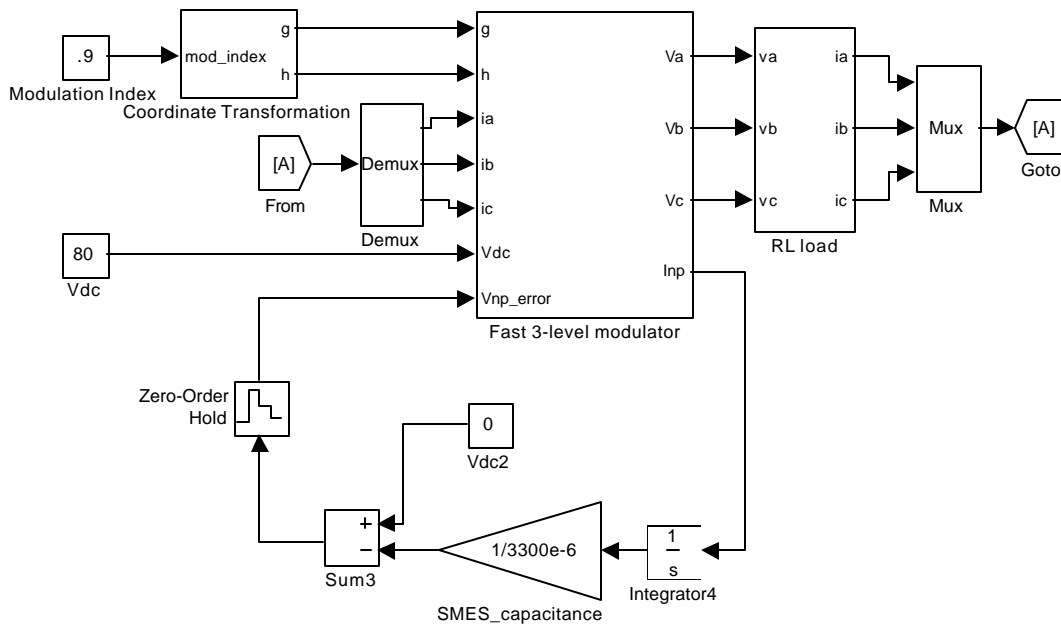 .9
Modulation Index
mod_index
g
h
Coordinate Transformation
[A]
From
Demux
Demux
80
Vdc
g
h
ia
ib
ic
Vdc
Vnp_error
Va
Vb
Vc
Inp
Fast 3-level modulator
va
vb
vc
ia
ib
ic
RL load
Mux
Mux
[A]
Goto
Zero-Order
Hold
0
Vdc2
+
−
Sum3
1/3300e-6
SMES_capacitance
1
s
Integrator4